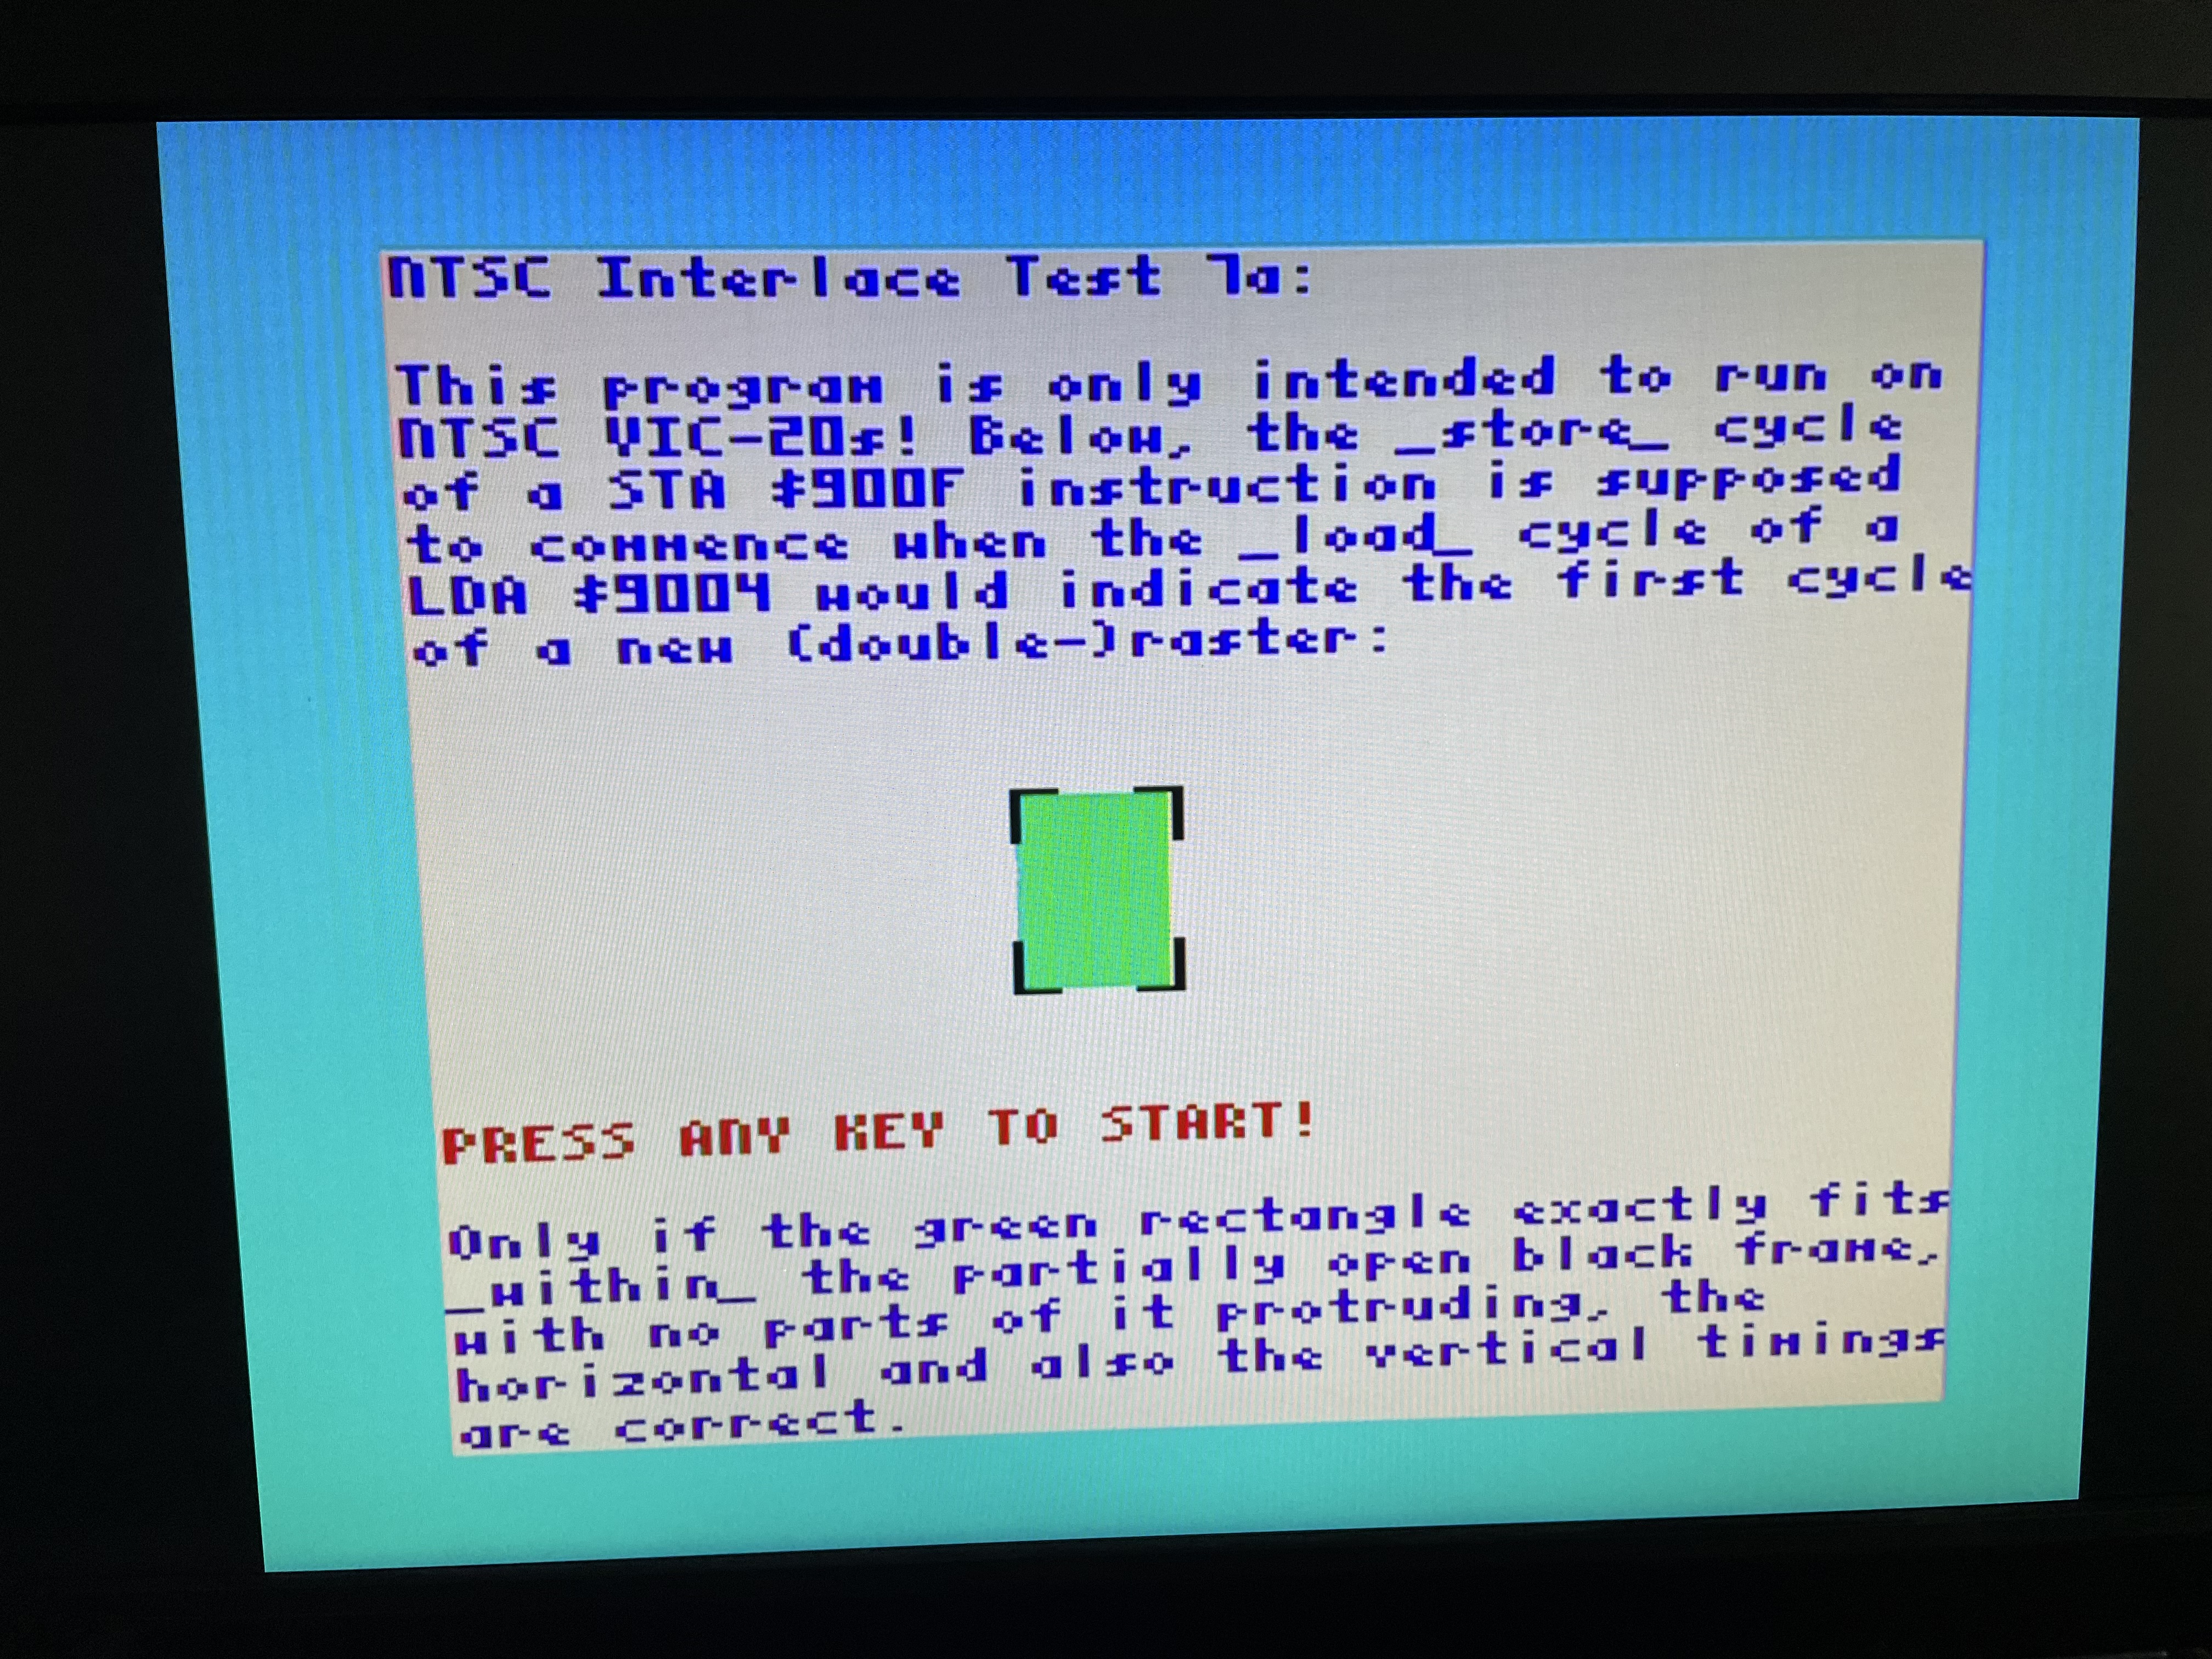 NTSC Interlace Test 7a:
This program is only intended to run on
NTSC VIC-20s! Below, the _store_ cycle
of a STA $900F instruction is supposed
to commence when the _load_ cycle of a
LDA $9004 would indicate the first cycle
of a new (double-)raster:
PRESS ANY KEY TO START!
Only if the green rectangle exactly fits
_within_ the partially open black frame,
with no parts of it protruding, the
horizontal and also the vertical timings
are correct.